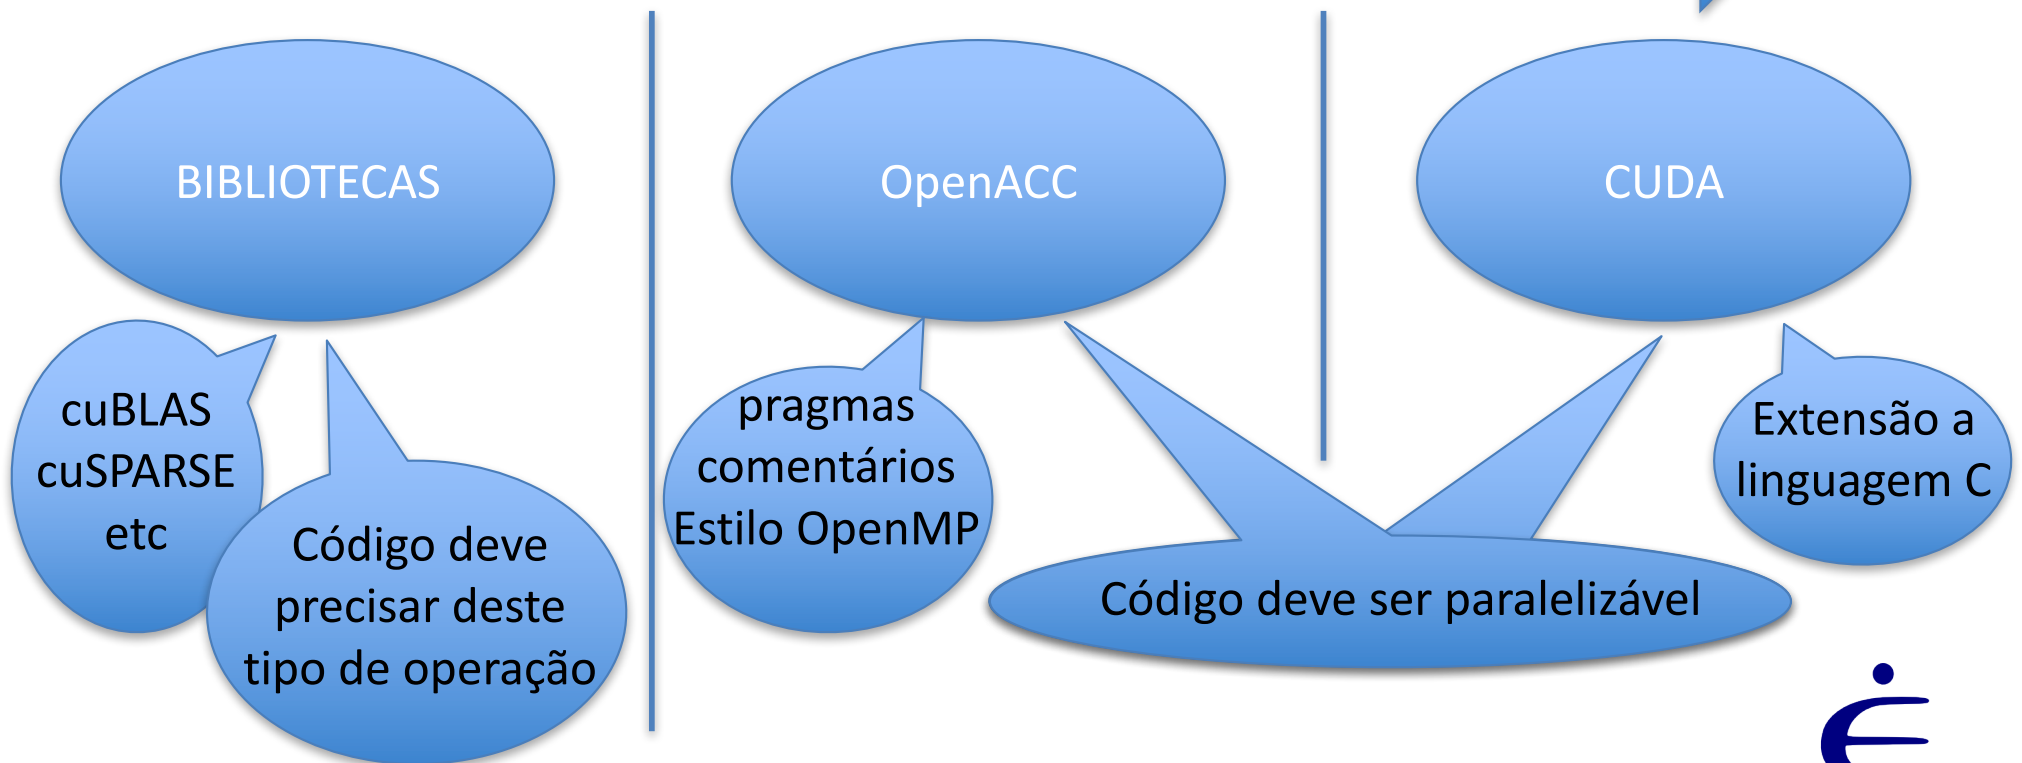 BIBLIOTECAS
OpenACC
CUDA
cuBLAS
cuSPARSE
etc
Código deve
precisar deste
tipo de operação
pragmas
comentários
Estilo OpenMP
Código deve ser paralelizável
Extensão a
linguagem C